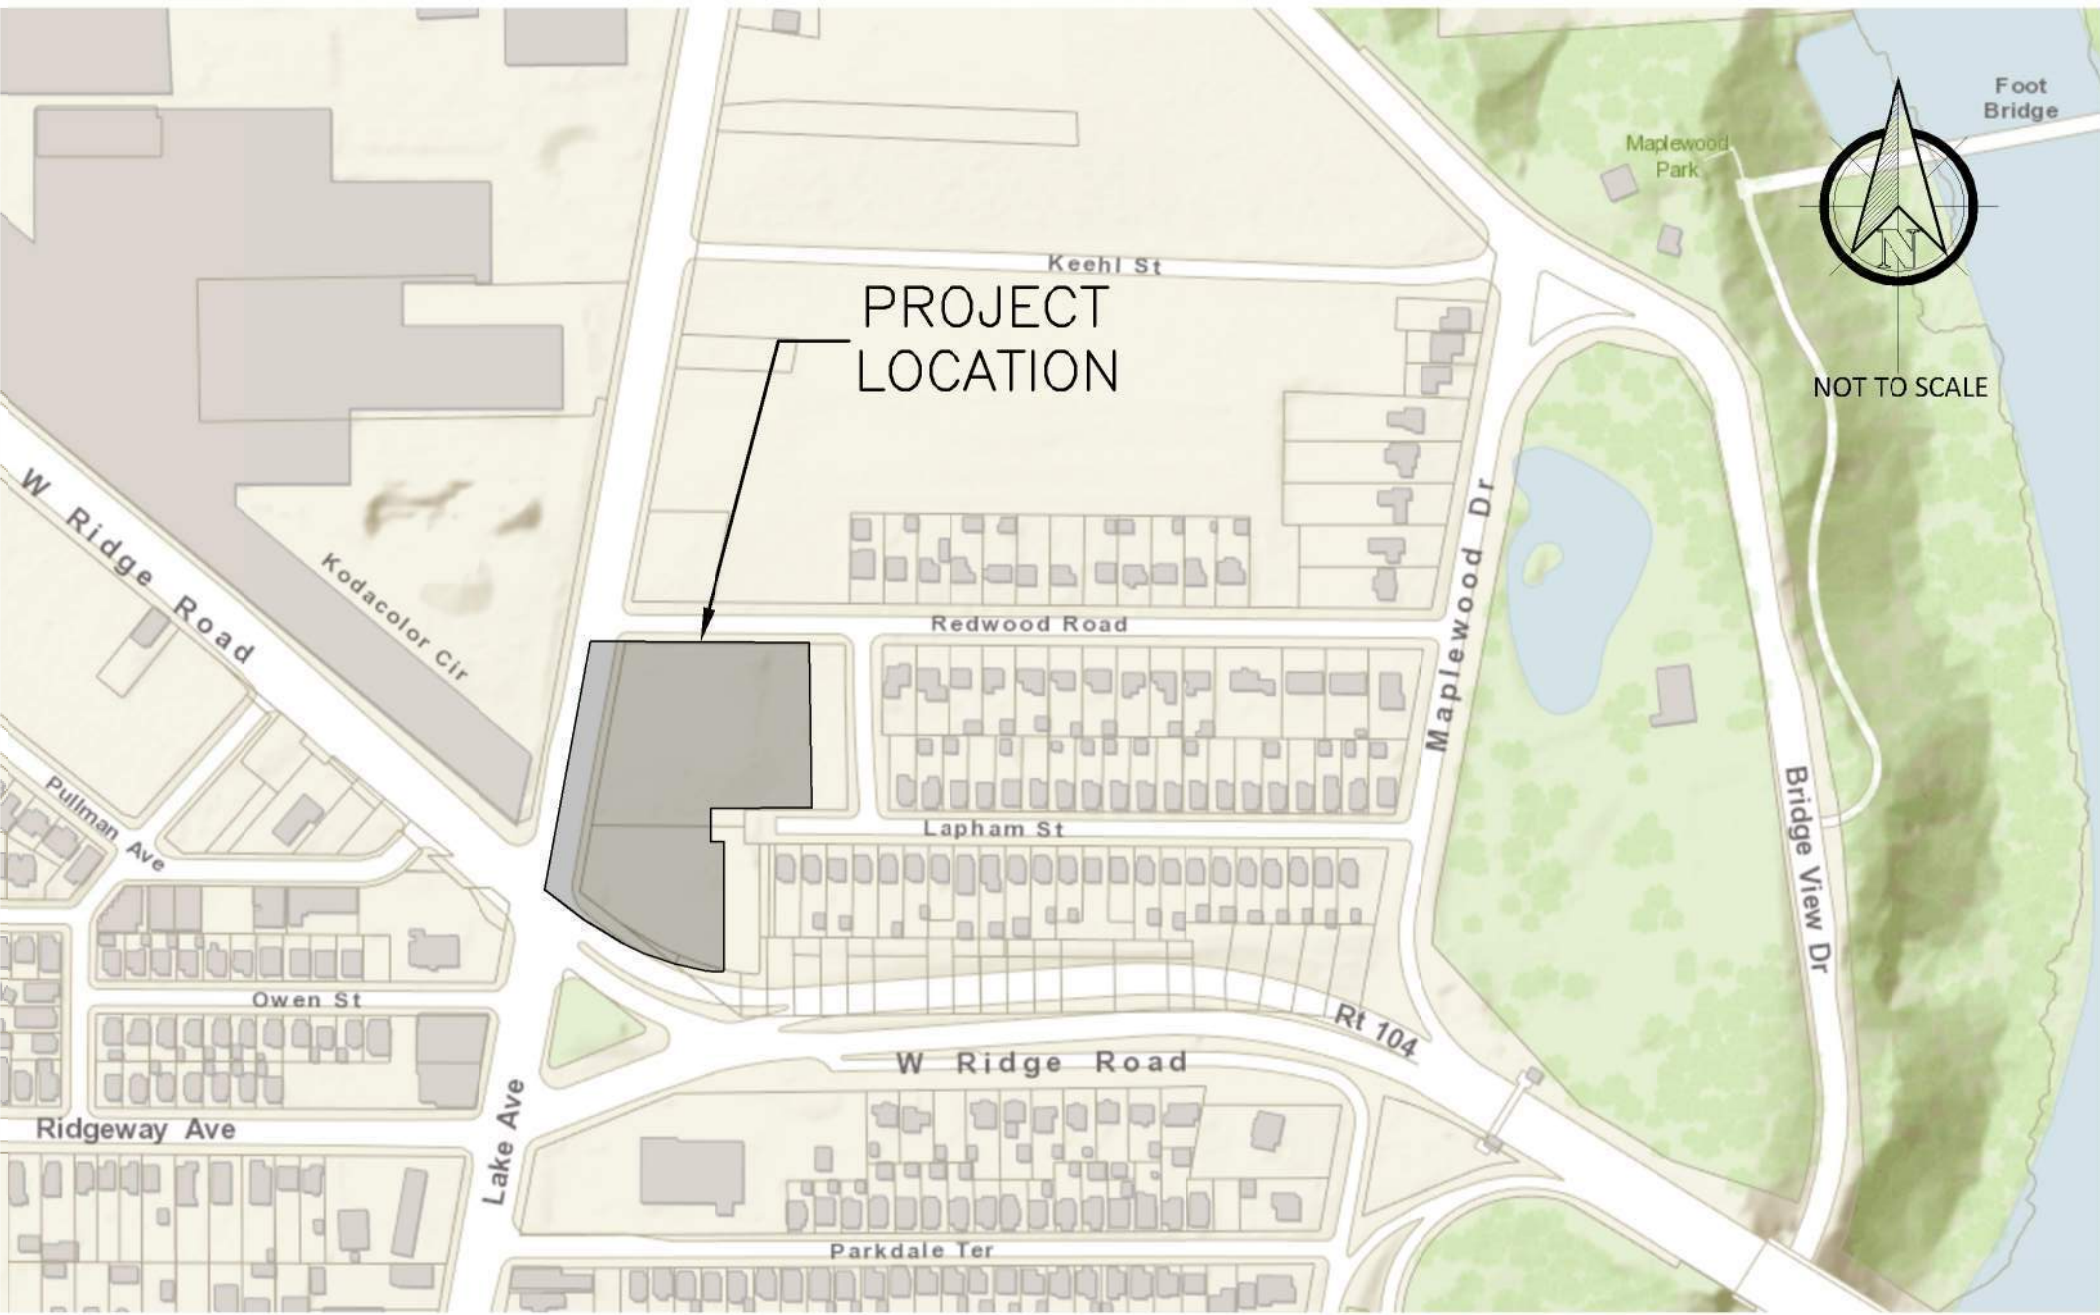 Foot
Bridge
Maplewood
Park
N
NOT TO SCALE
Keehl St
PROJECT
LOCATION
W Ridge Road
Kodacolor Cir
Maplewood Dr
Redwood Road
Pullman Ave
Lapham St
Bridge View Dr
Owen St
Rt 104
W Ridge Road
Ridgeway Ave
Lake Ave
Parkdale Ter